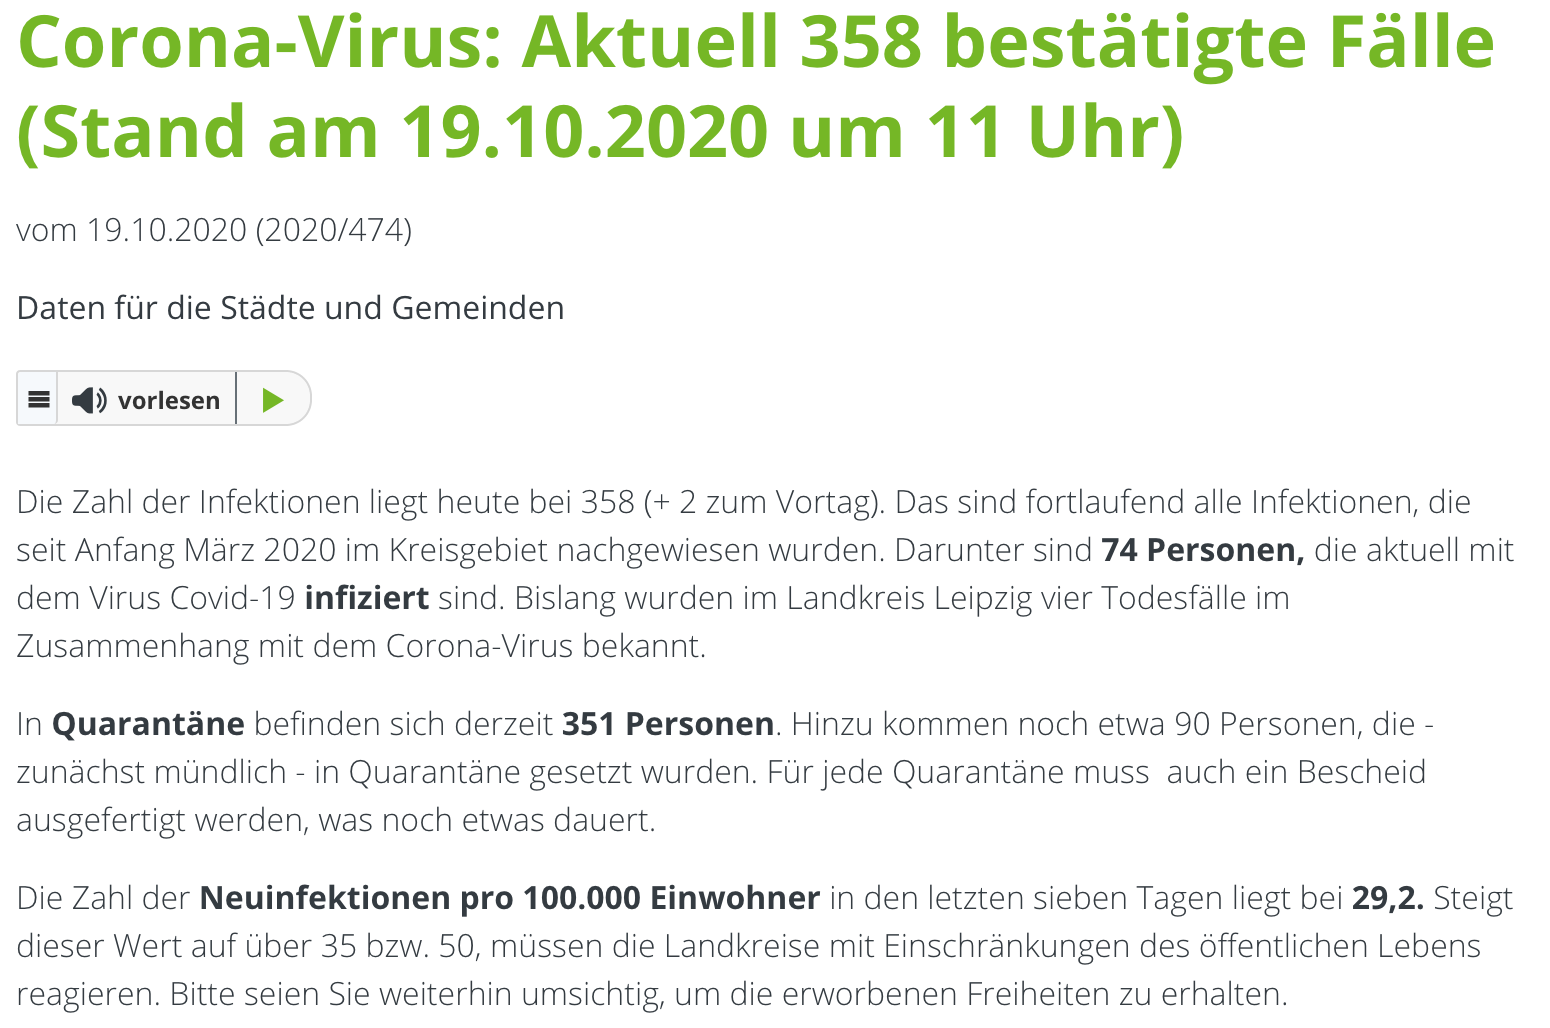 Corona-Virus: Aktuell 358 bestätigte Fälle
(Stand am 19.10.2020 um 11 Uhr)
vom 19.10.2020 (2020/474)
Daten für die Städte und Gemeinden
vorlesen
Die Zahl der Infektionen liegt heute bei 358 (+ 2 zum Vortag). Das sind fortlaufend alle Infektionen, die
seit Anfang März 2020 im Kreisgebiet nachgewiesen wurden. Darunter sind 74 Personen, die aktuell mit
dem Virus Covid-19 infiziert sind. Bislang wurden im Landkreis Leipzig vier Todesfälle im
Zusammenhang mit dem Corona-Virus bekannt.
In Quarantäne befinden sich derzeit 351 Personen. Hinzu kommen noch etwa 90 Personen, die -
zunächst mündlich - in Quarantäne gesetzt wurden. Für jede Quarantäne muss  auch ein Bescheid
ausgefertigt werden, was noch etwas dauert.
Die Zahl der Neuinfektionen pro 100.000 Einwohner in den letzten sieben Tagen liegt bei 29,2. Steigt
dieser Wert auf über 35 bzw. 50, müssen die Landkreise mit Einschränkungen des öffentlichen Lebens
reagieren. Bitte seien Sie weiterhin umsichtig, um die erworbenen Freiheiten zu erhalten.